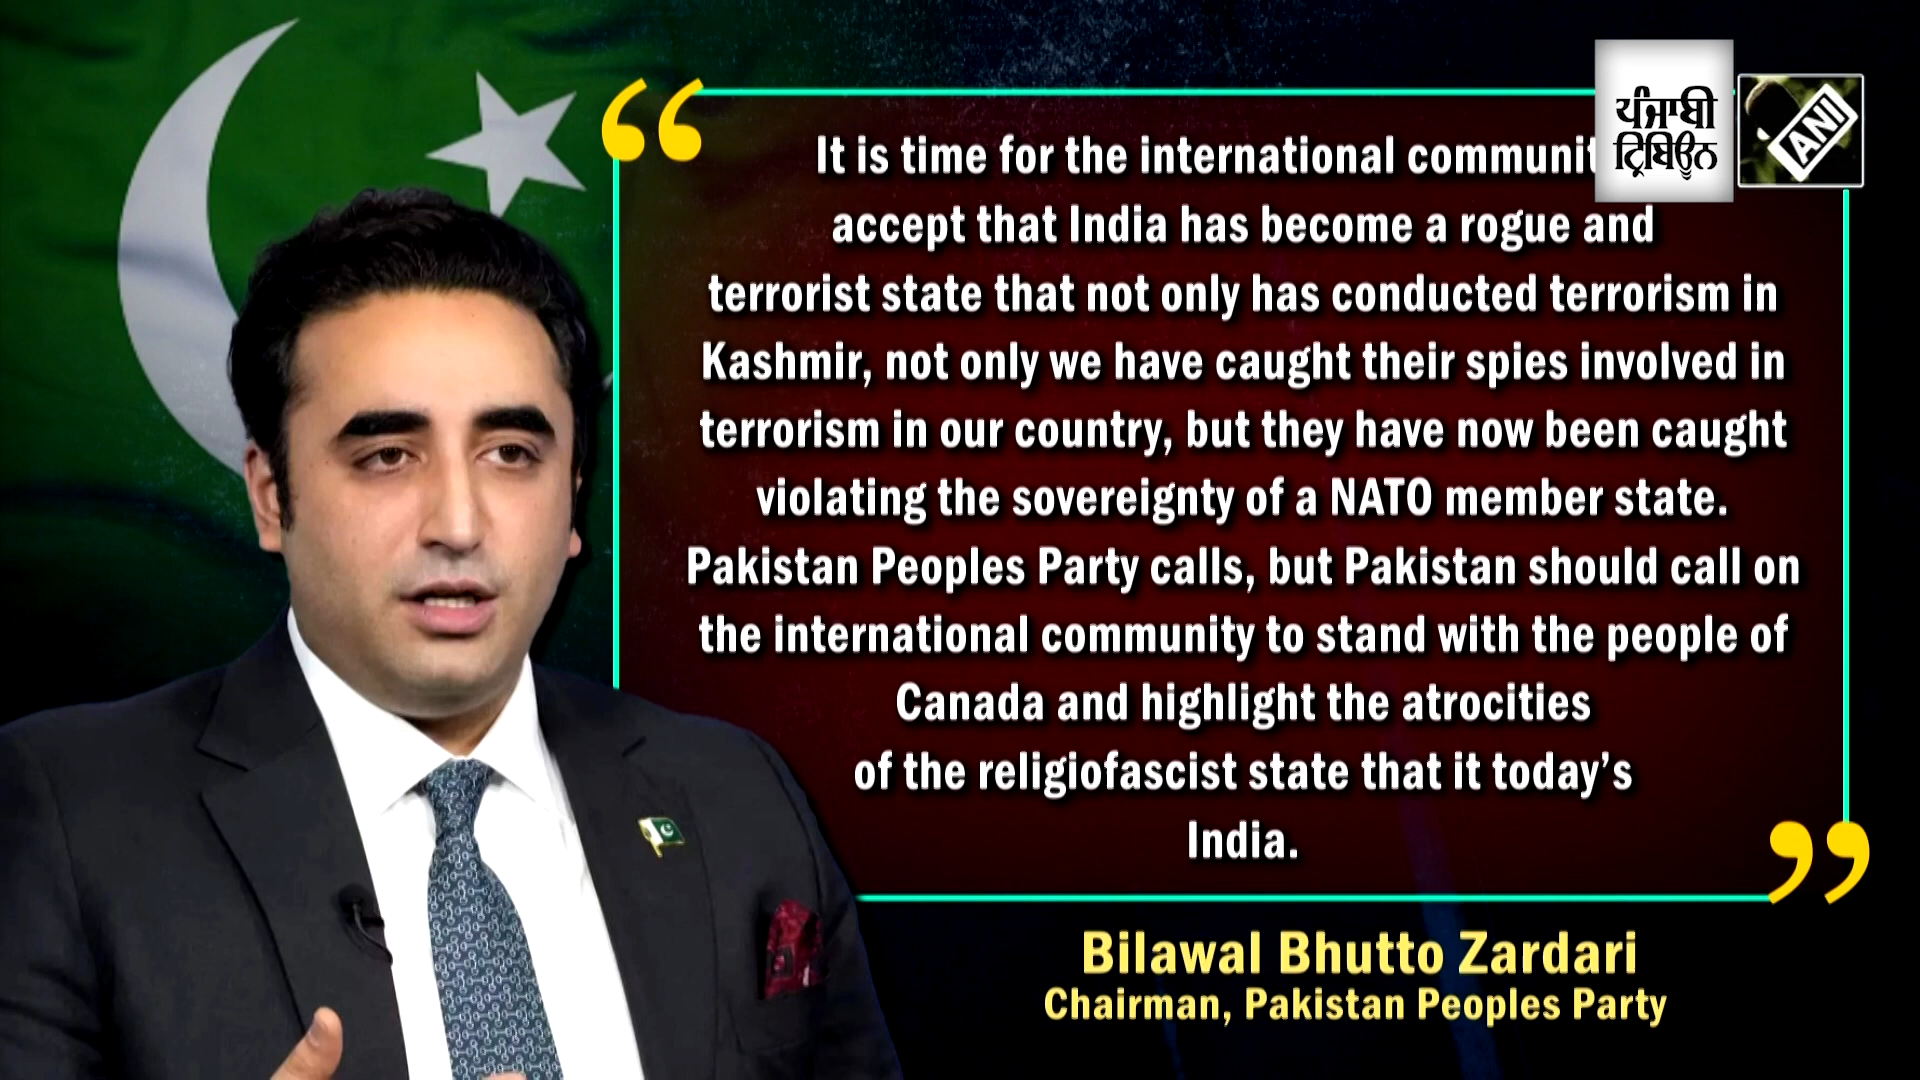 It is time for the international communit
accept that India has become a rogue and
terrorist state that not only has conducted terrorism in
Kashmir, not only we have caught their spies involved in
terrorism in our country, but they have now been caught
violating the sovereignty of a NATO member state.
Pakistan Peoples Party calls, but Pakistan should call on
the international community to stand with the people of
Canada and highlight the atrocities
of the religiofascist state that it today’s
India.
Bilawal Bhutto Zardari
Chairman, Pakistan Peoples Party
ਪੰਜਾਬੀ
ਟ੍ਰਿਬਿਊਨ
ANI